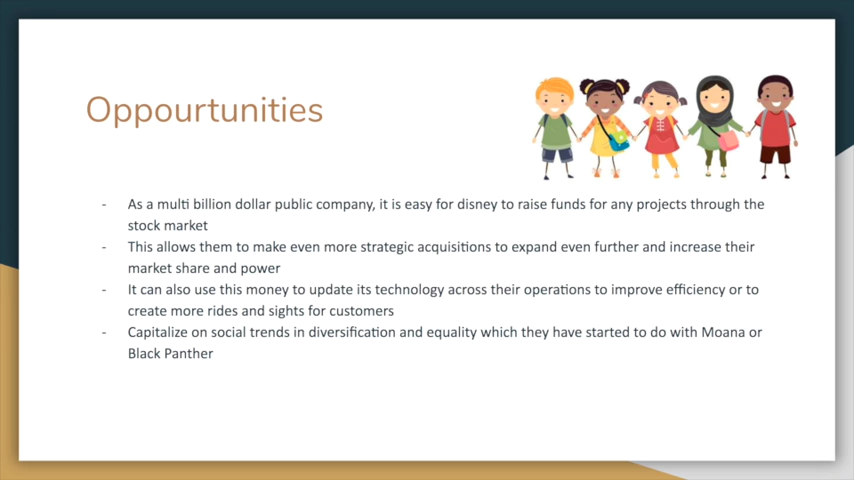 Oppourtunities
- As a multi billion dollar public company, it is easy for disney to raise funds for any projects through the
stock market
- This allows them to make even more strategic acquisitions to expand even further and increase their
market share and power
- It can also use this money to update its technology across their operations to improve efficiency or to
create more rides and sights for customers
- Capitalize on social trends in diversification and equality which they have started to do with Moana or
Black Panther